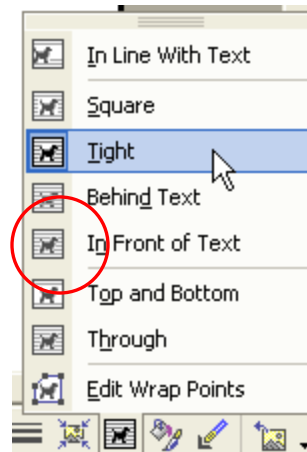 In Line With Text
Square
Tight
Behind Text
In Front of Text
Top and Bottom
Through
Edit Wrap Points